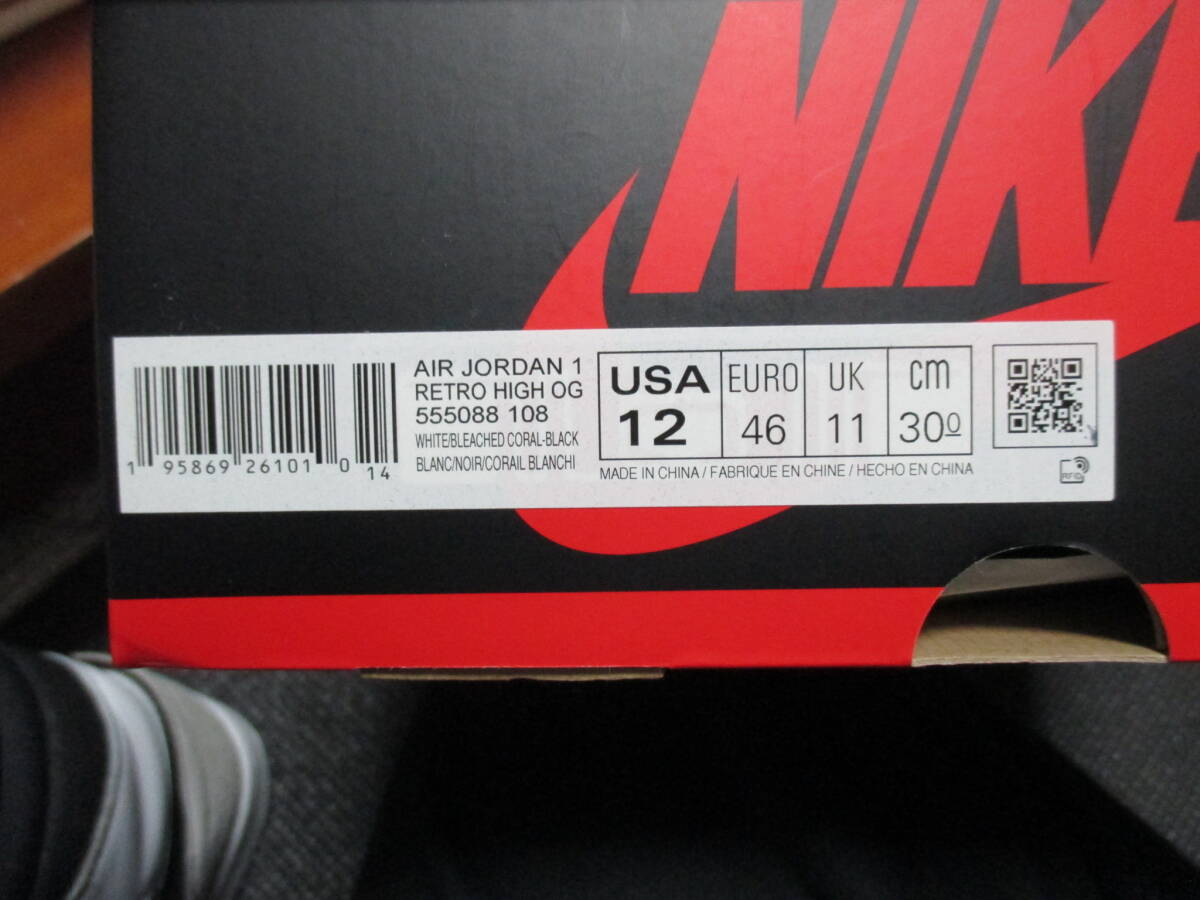 NIKE
AIR JORDAN 1
RETRO HIGH OG
555088 108
WHITE/BLEACHED CORAL-BLACK
BLANC/NOIR/CORAIL BLANCHI
1 95869 26101 0 14
USA EURO UK cm
12 46 11 30⁰
MADE IN CHINA / FABRIQUE EN CHINE / HECHO EN CHINA
RFID